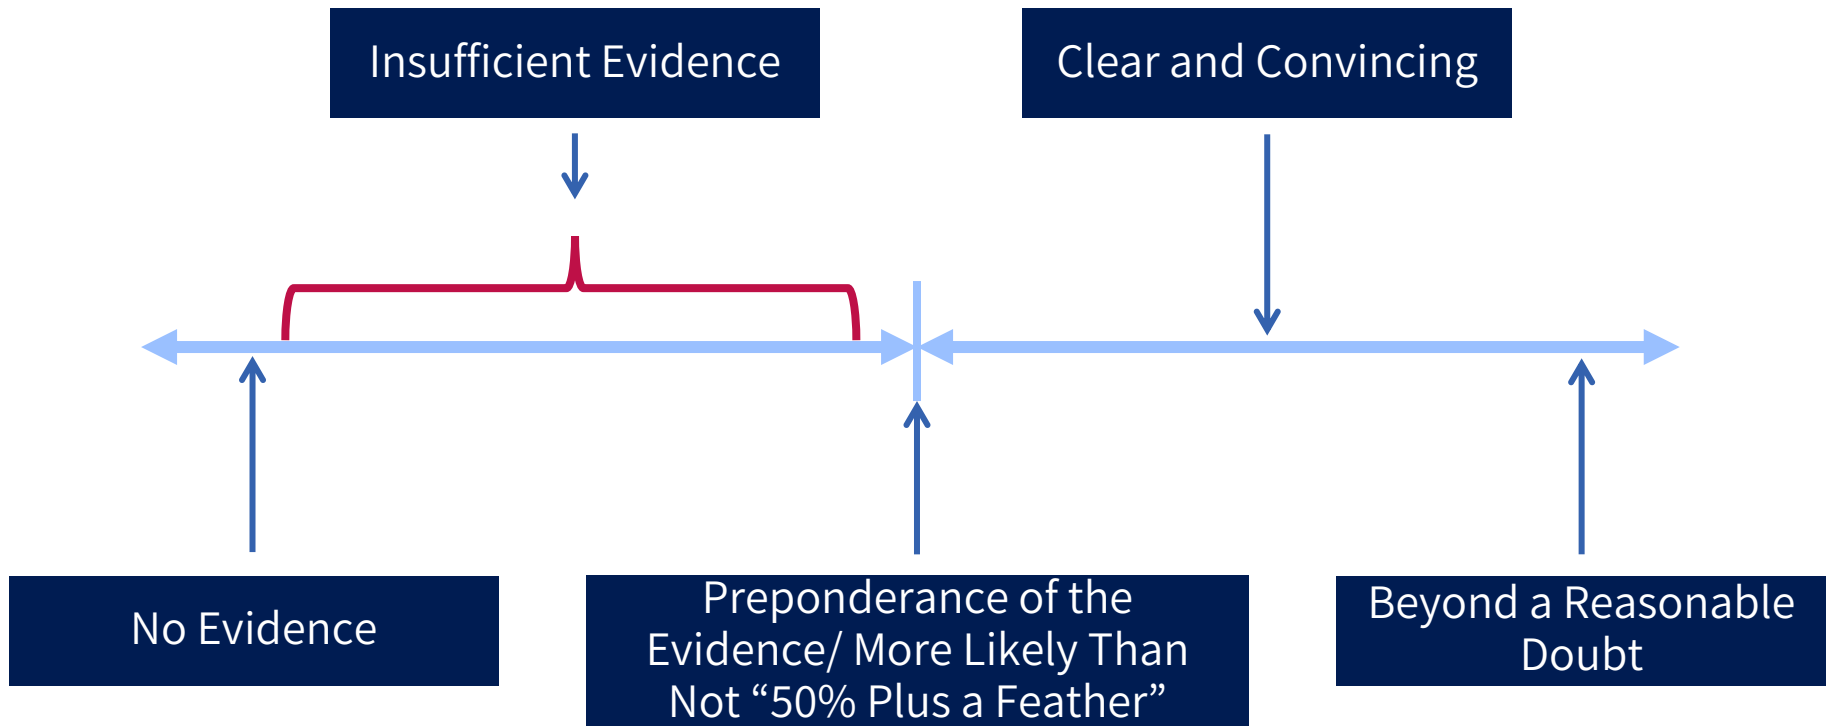 Insufficient Evidence
Clear and Convincing
No Evidence
Preponderance of the
Evidence/ More Likely Than
Not “50% Plus a Feather”
Beyond a Reasonable
Doubt